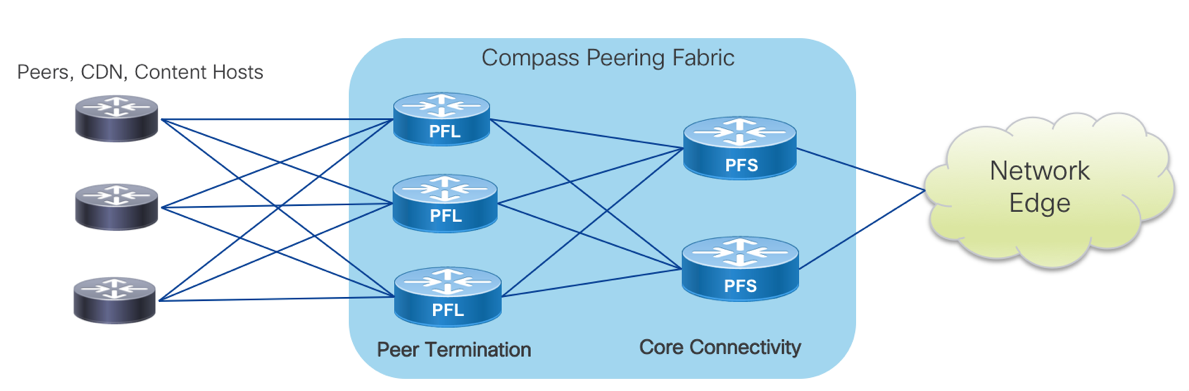 Compass Peering Fabric
Peers, CDN, Content Hosts
PFL
PFS
PFL
PFS
PFL
Network
Edge
Peer Termination
Core Connectivity